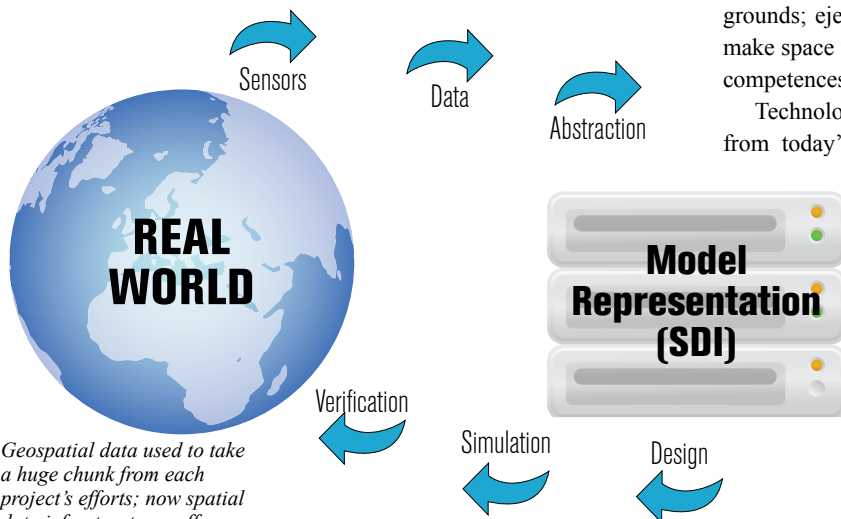 grounds; eje
make space
competences
Technolo
from today'
Sensors
Data
Abstraction
REAL
WORLD
Model
Representation
(SDI)
Verification
Simulation
Design
Geospatial data used to take
a huge chunk from each
project's efforts; now spatial